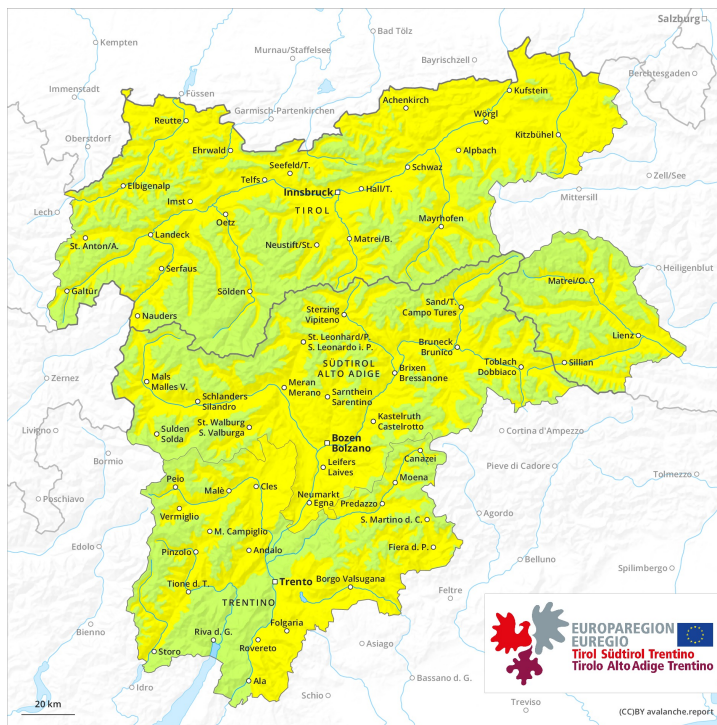 Salzburg
Kempten
Bad Tölz
Murnau/Staffelsee
Bayrischzell
Berchtesgaden
Immenstadt
Füssen
Kufstein
Garmisch-Partenkirchen
Achenkirch
Reutte
Wörgl
Oberstdorf
Kitzbühel
Ehrwald
Alpbach
Seefeld/T.
Schwaz
Telfs
Zell/See
Elbigenalp
Innsbruck
Hall/T.
Mittersill
Imst
Lech
TIROL
Oetz
Mayrhofen
St. Anton/A.
Landeck
Neustift/St.
Matrei/B.
Serfaus
Heiligenblut
Galtür
Sölden
Matrei/O.
Nauders
Sterzing
Vipiteno
Sand/T.
Campo Tures
Lienz
St. Leonhard/P.
S. Leonardo i. P.
Bruneck
Brunico
Sillian
SÜDTIROL
ALTO ADIGE
Toblach
Dobbiaco
Brixen
Bressanone
Mals
Malles V.
Meran
Merano
Zernez
Sarnthein
Sarentino
Schlanders
Silandro
Kastelruth
Castelrotto
St. Walburg
S. Valburga
Sulden
Solda
Livigno
Cortina d'Ampezzo
Bozen
Bolzano
Bormio
Canazei
Leifers
Laives
Pieve di Cadore
Tolmezzo
Peio
Moena
Poschiavo
Malè
Cles
Neumarkt
Egna
Predazzo
Vermiglio
Agordo
S. Martino d. C.
M. Campiglio
Edolo
Pinzolo
Andalo
Fiera d. P.
Belluno
Spilimbergo
Trento
Borgo Valsugana
Tione d. T.
Feltre
TRENTINO
Folgaria
Bienno
Riva d. G.
Rovereto
Asiago
Storo
Bassano d. G.
Ala
Idro
Schio
Treviso
EUROPAREGION
EUREGIO
Tirol Südtirol Trentino
Tirolo Alto Adige Trentino
20 km
(CC)BY avalanche.report